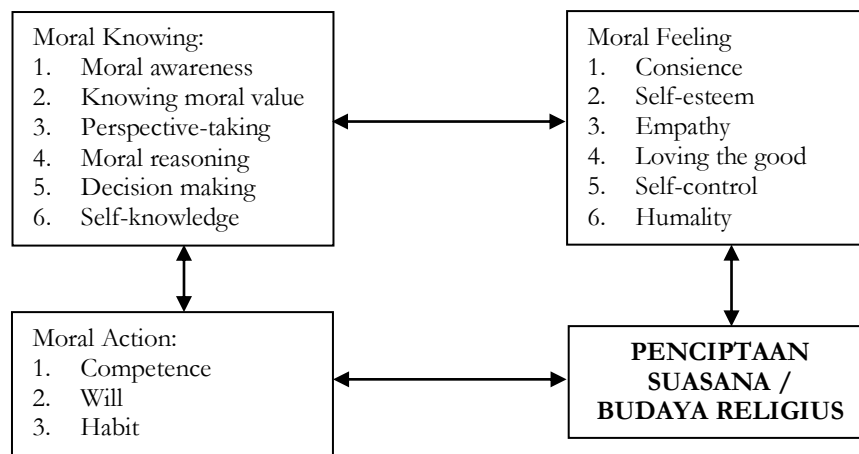 Moral Knowing:
1. Moral awareness
2. Knowing moral value
3. Perspective-taking
4. Moral reasoning
5. Decision making
6. Self-knowledge
Moral Feeling
1. Consience
2. Self-esteem
3. Empathy
4. Loving the good
5. Self-control
6. Humality
Moral Action:
1. Competence
2. Will
3. Habit
PENCIPTAAN
SUASANA /
BUDAYA RELIGIUS